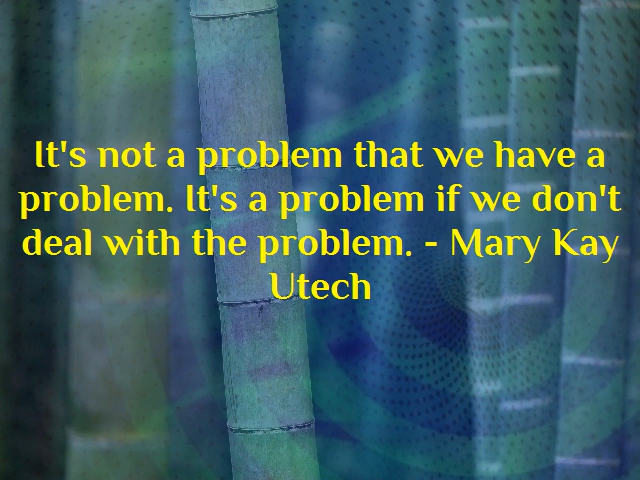 It's not a problem that we have a
problem. It's a problem if we don't
deal with the problem. - Mary Kay
Utech